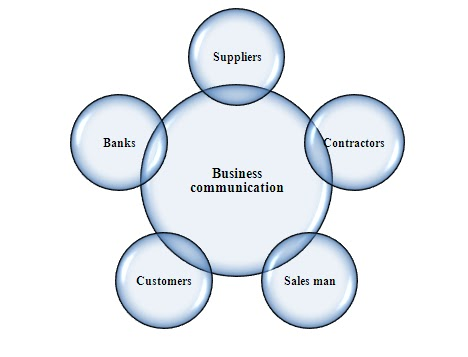 Suppliers
Banks
Contractors
Business
communication
Customers
Sales man